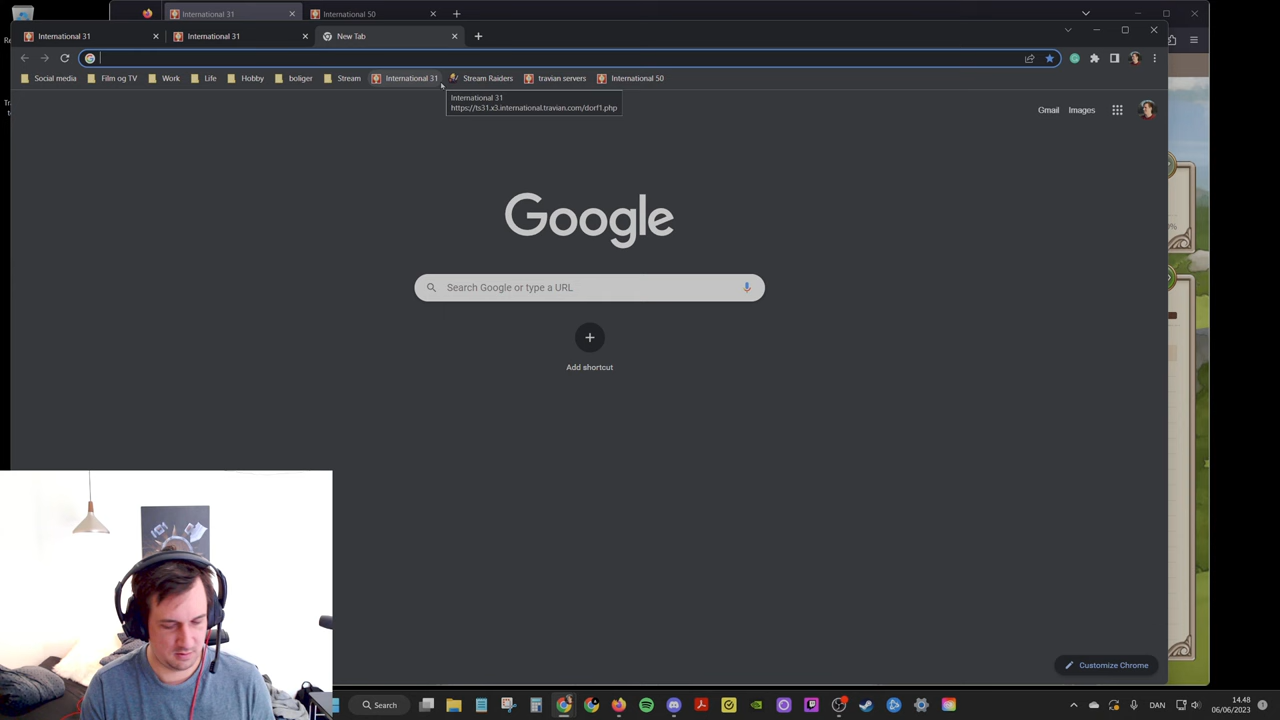 International 31
International 50
International 31
International 31
New Tab
Social media
Film og TV
Work
Life
Hobby
boliger
Stream
International 31
Stream Raiders
travian servers
International 50
International 31
https://ts31.x3.international.travian.com/dorf1.php
Gmail
Images
Google
Search Google or type a URL
Add shortcut
Customize Chrome
Search
DAN
14.48
06/06/2023